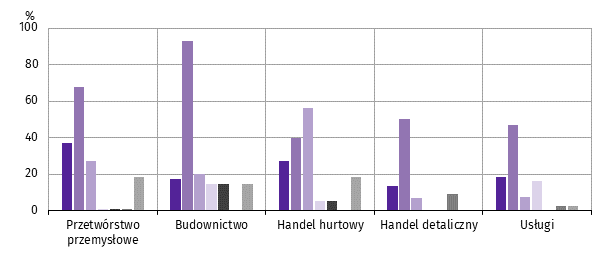 %
100
80
60
40
20
0
Przetwórstwo przemysłowe
Budownictwo
Handel hurtowy
Handel detaliczny
Usługi